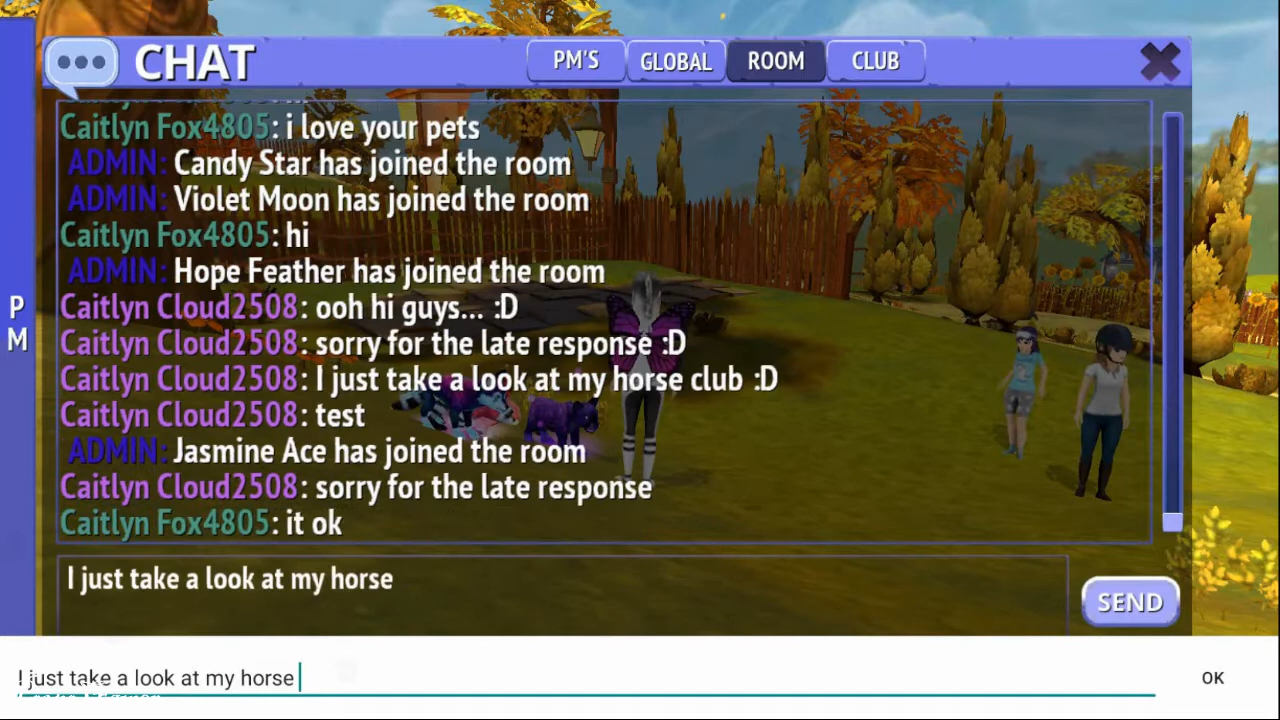 CHAT
PM'S
GLOBAL
ROOM
CLUB
Caitlyn Fox4805: i love your pets
ADMIN: Candy Star has joined the room
ADMIN: Violet Moon has joined the room
Caitlyn Fox4805: hi
ADMIN: Hope Feather has joined the room
Caitlyn Cloud2508: ooh hi guys... :D
Caitlyn Cloud2508: sorry for the late response :D
Caitlyn Cloud2508: I just take a look at my horse club :D
Caitlyn Cloud2508: test
ADMIN: Jasmine Ace has joined the room
Caitlyn Cloud2508: sorry for the late response
Caitlyn Fox4805: it ok
P
M
I just take a look at my horse
SEND
I just take a look at my horse
OK